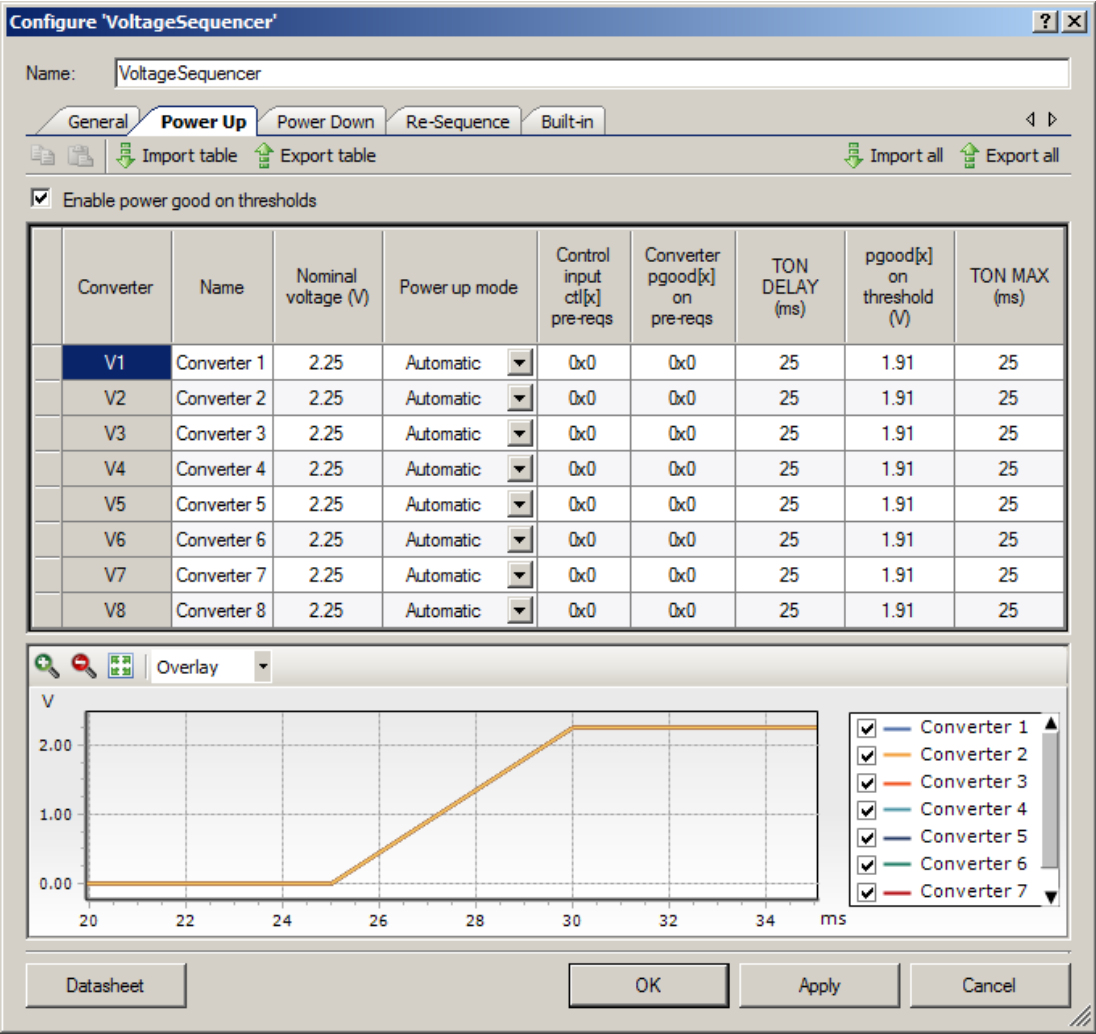 Configure 'VoltageSequencer'
Name: VoltageSequencer
General Power Up Power Down Re-Sequence Built-in
Import table Export table Import all Export all
Enable power good on thresholds
Converter Name Nominal voltage (V) Power up mode Control input ctl[x] pre-reqs Converter pgood[x] on pre-reqs TON DELAY (ms) pgood[x] on threshold (V) TON MAX (ms)
V1 Converter 1 2.25 Automatic 0x0 0x0 25 1.91 25
V2 Converter 2 2.25 Automatic 0x0 0x0 25 1.91 25
V3 Converter 3 2.25 Automatic 0x0 0x0 25 1.91 25
V4 Converter 4 2.25 Automatic 0x0 0x0 25 1.91 25
V5 Converter 5 2.25 Automatic 0x0 0x0 25 1.91 25
V6 Converter 6 2.25 Automatic 0x0 0x0 25 1.91 25
V7 Converter 7 2.25 Automatic 0x0 0x0 25 1.91 25
V8 Converter 8 2.25 Automatic 0x0 0x0 25 1.91 25
Overlay
V
2.00
1.00
0.00
20 22 24 26 28 30 32 34 ms
Converter 1
Converter 2
Converter 3
Converter 4
Converter 5
Converter 6
Converter 7
Datasheet OK Apply Cancel